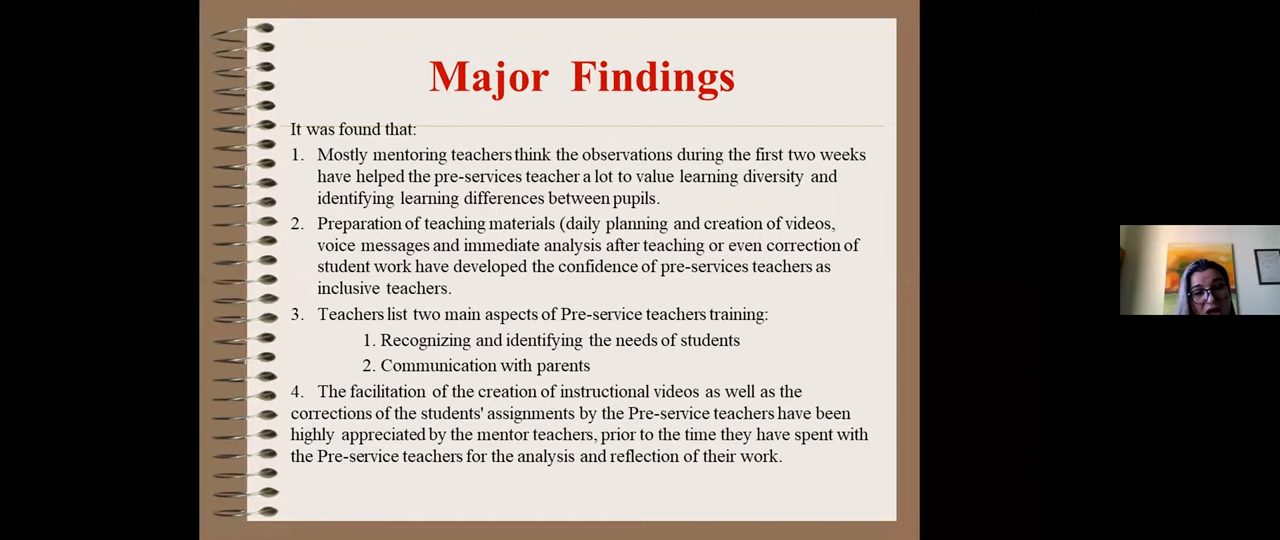 Major Findings
It was found that:
1. Mostly mentoring teachers think the observations during the first two weeks
have helped the pre-services teacher a lot to value learning diversity and
identifying learning differences between pupils.
2. Preparation of teaching materials (daily planning and creation of videos,
voice messages and immediate analysis after teaching or even correction of
student work have developed the confidence of pre-services teachers as
inclusive teachers.
3. Teachers list two main aspects of Pre-service teachers training:
1. Recognizing and identifying the needs of students
2. Communication with parents
4. The facilitation of the creation of instructional videos as well as the
corrections of the students' assignments by the Pre-service teachers have been
highly appreciated by the mentor teachers, prior to the time they have spent with
the Pre-service teachers for the analysis and reflection of their work.